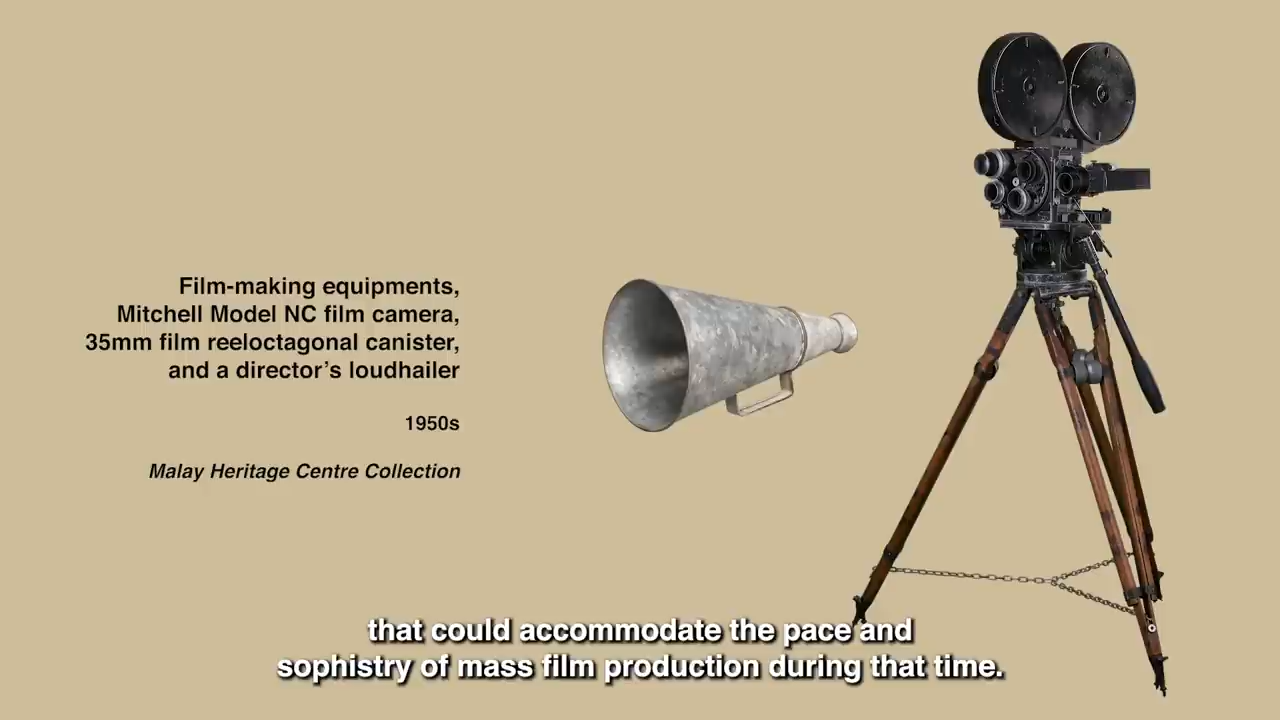 Film-making equipments,
Mitchell Model NC film camera,
35mm film reeloctagonal canister,
and a director’s loudhailer
1950s
Malay Heritage Centre Collection
that could accommodate the pace and
sophistry of mass film production during that time.